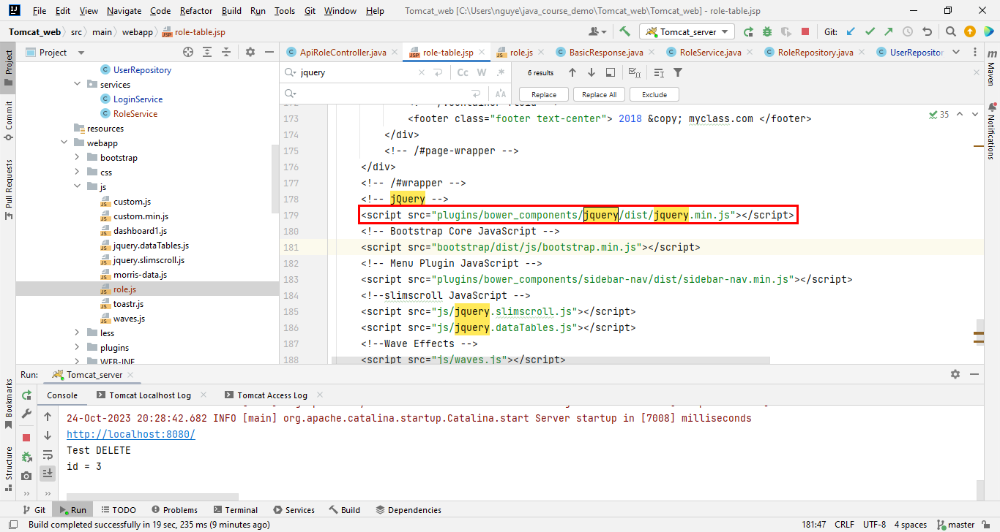 File Edit View Navigate Code Refactor Build Run Tools Git Window Help Tomcat_web [C:\Users\nguye\java_course_demo\Tomcat_web\Tomcat_web] - role-table.jsp
Tomcat_web src main webapp role-table.jsp Tomcat_server Git:
Project ApiRoleController.java role-table.jsp role.js BasicResponse.java RoleService.java RoleRepository.java UserRepositor
Project
Commit
Pull Requests
Bookmarks
Structure
UserRepository
services
LoginService
RoleService
resources
webapp
bootstrap
css
js
custom.js
custom.min.js
dashboard1.js
jquery.dataTables.js
jquery.slimscroll.js
morris-data.js
role.js
toastr.js
waves.js
less
plugins
WEB-INF
jquery Cc W .* 6 results
Replace Replace All Exclude
35
173 <footer class="footer text-center"> 2018 &copy; myclass.com </footer>
174 </div>
175 <!-- /#page-wrapper -->
176 </div>
177 <!-- /#wrapper -->
178 <!-- jQuery -->
179 <script src="plugins/bower_components/jquery/dist/jquery.min.js"></script>
180 <!-- Bootstrap Core JavaScript -->
181 <script src="bootstrap/dist/js/bootstrap.min.js"></script>
182 <!-- Menu Plugin JavaScript -->
183 <script src="plugins/bower_components/sidebar-nav/dist/sidebar-nav.min.js"></script>
184 <!--slimscroll JavaScript -->
185 <script src="js/jquery.slimscroll.js"></script>
186 <script src="js/jquery.dataTables.js"></script>
187 <!--Wave Effects -->
188 <script src="js/waves.js"></script>
Maven
Notifications
Run: Tomcat_server
Console Tomcat Localhost Log Tomcat Access Log
24-Oct-2023 20:28:42.682 INFO [main] org.apache.catalina.startup.Catalina.start Server startup in [7008] milliseconds
http://localhost:8080/
Test DELETE
id = 3
Git Run TODO Problems Terminal Services Build Dependencies
Build completed successfully in 19 sec, 235 ms (9 minutes ago) 181:47 CRLF UTF-8 4 spaces master